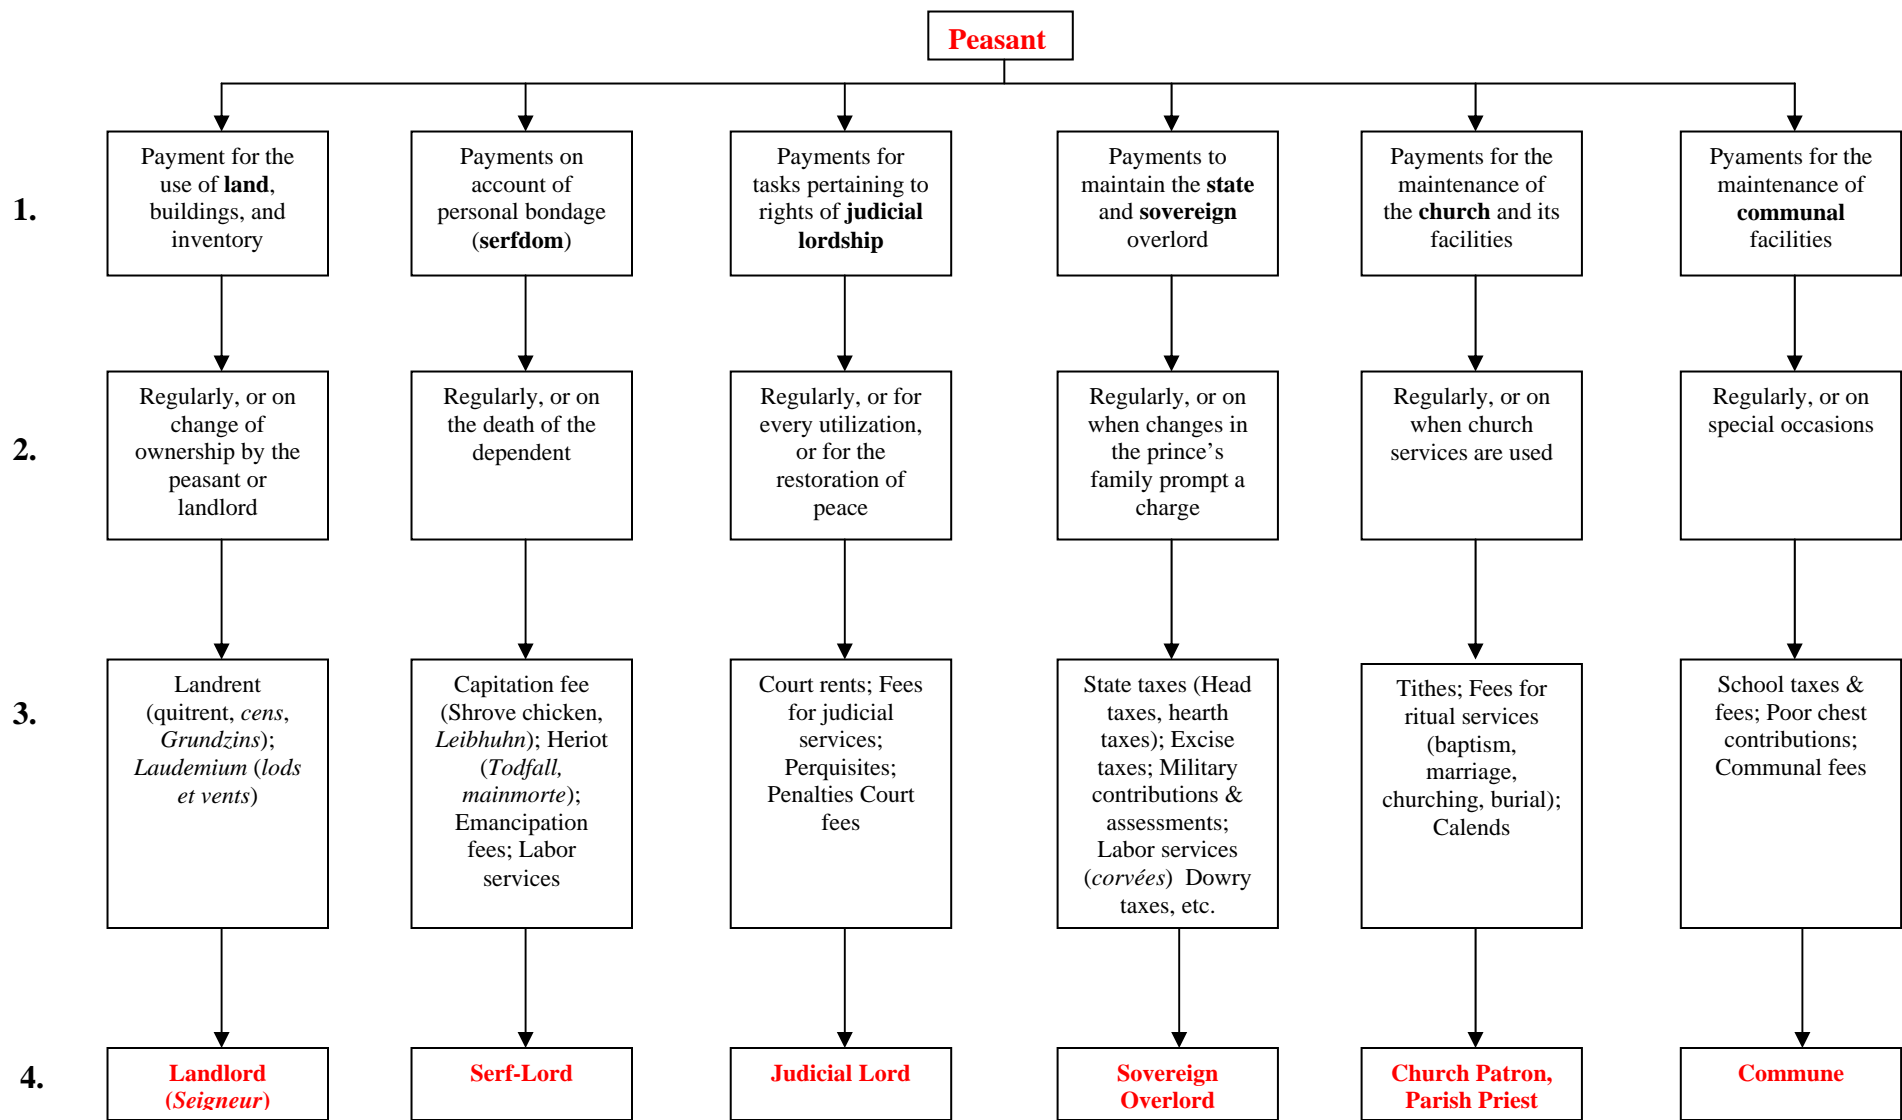 Peasant
1.
Payment for the
use of land,
buildings, and
inventory
Payments on
account of
personal bondage
(serfdom)
Payments for
tasks pertaining to
rights of judicial
lordship
Payments to
maintain the state
and sovereign
overlord
Payments for the
maintenance of
the church and its
facilities
Pyaments for the
maintenance of
communal
facilities
2.
Regularly, or on
change of
ownership by the
peasant or
landlord
Regularly, or on
the death of the
dependent
Regularly, or for
every utilization,
or for the
restoration of
peace
Regularly, or on
when changes in
the prince’s
family prompt a
charge
Regularly, or on
when church
services are used
Regularly, or on
special occasions
3.
Landrent
(quitrent, cens,
Grundzins);
Laudemium (lods
et vents)
Capitation fee
(Shrove chicken,
Leibhuhn); Heriot
(Todfall,
mainmorte);
Emancipation
fees; Labor
services
Court rents; Fees
for judicial
services;
Perquisites;
Penalties Court
fees
State taxes (Head
taxes, hearth
taxes); Excise
taxes; Military
contributions &
assessments;
Labor services
(corvées) Dowry
taxes, etc.
Tithes; Fees for
ritual services
(baptism,
marriage,
churching, burial);
Calends
School taxes &
fees; Poor chest
contributions;
Communal fees
4.
Landlord
(Seigneur)
Serf-Lord
Judicial Lord
Sovereign
Overlord
Church Patron,
Parish Priest
Commune